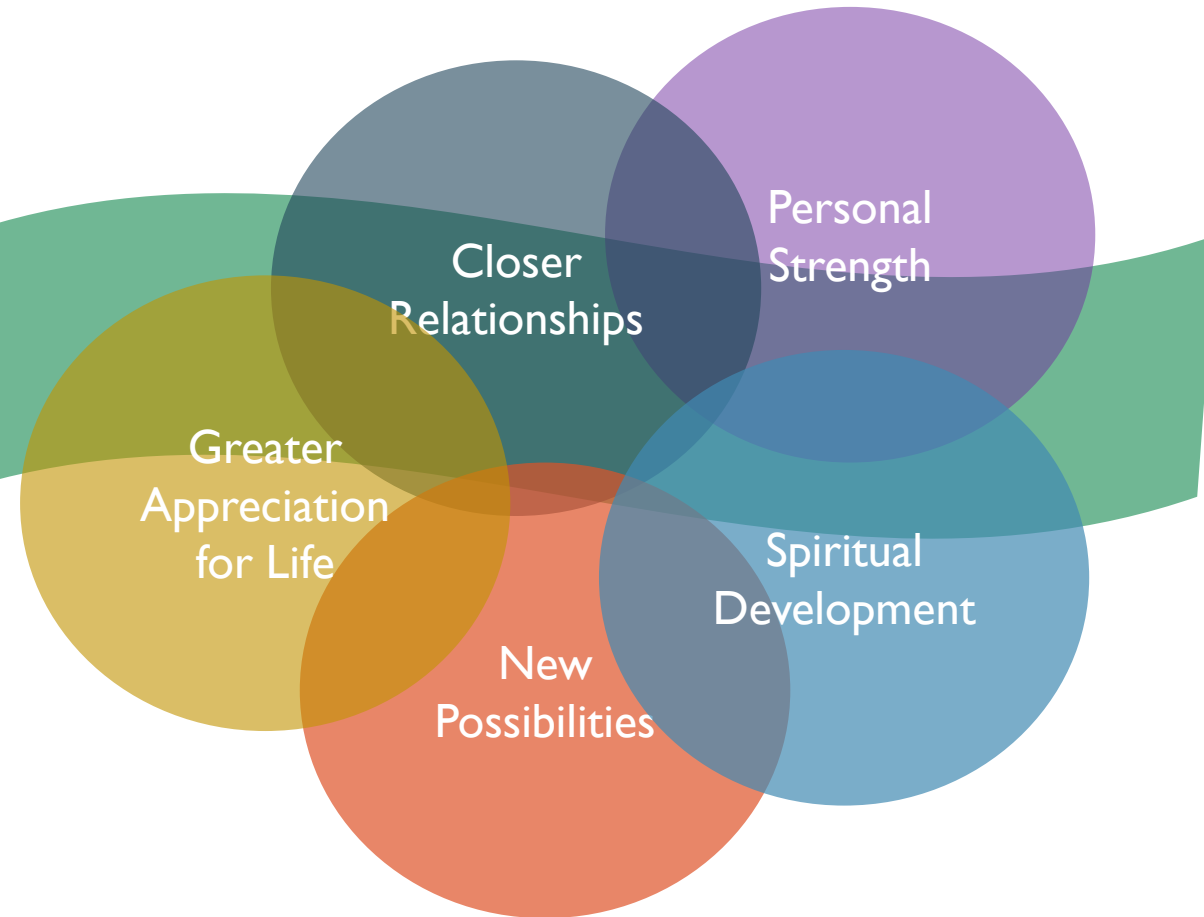 Personal
Strength
Closer
Relationships
Greater
Appreciation
for Life
Spiritual
Development
New
Possibilities